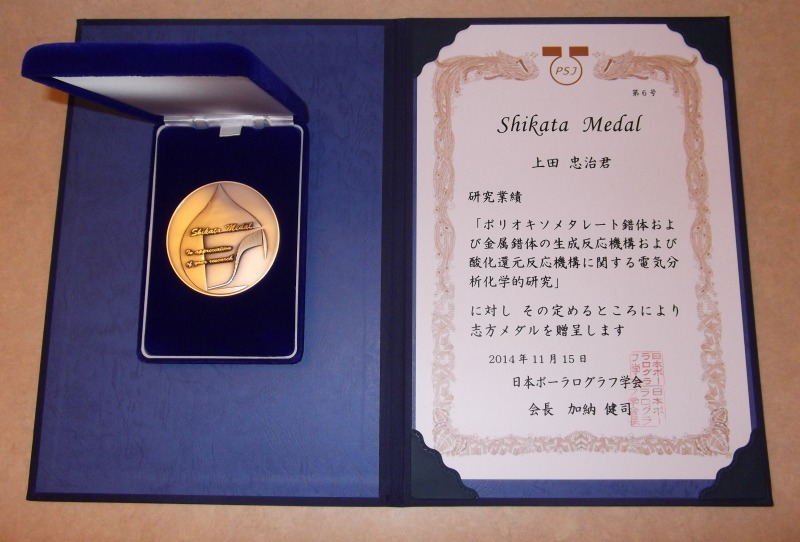 Shikata Medal
In appreciation
of your research
PSJ
第6号
Shikata Medal
上田 忠治君
研究業績
「ポリオキソメタレート錯体およ
び金属錯体の生成反応機構および
酸化還元反応機構に関する電気分
析化学的研究」
に対し その定めるところにより
志方メダルを贈呈します
2014年11月15日
日本ポーラログラフ学会
会長 加納 健司